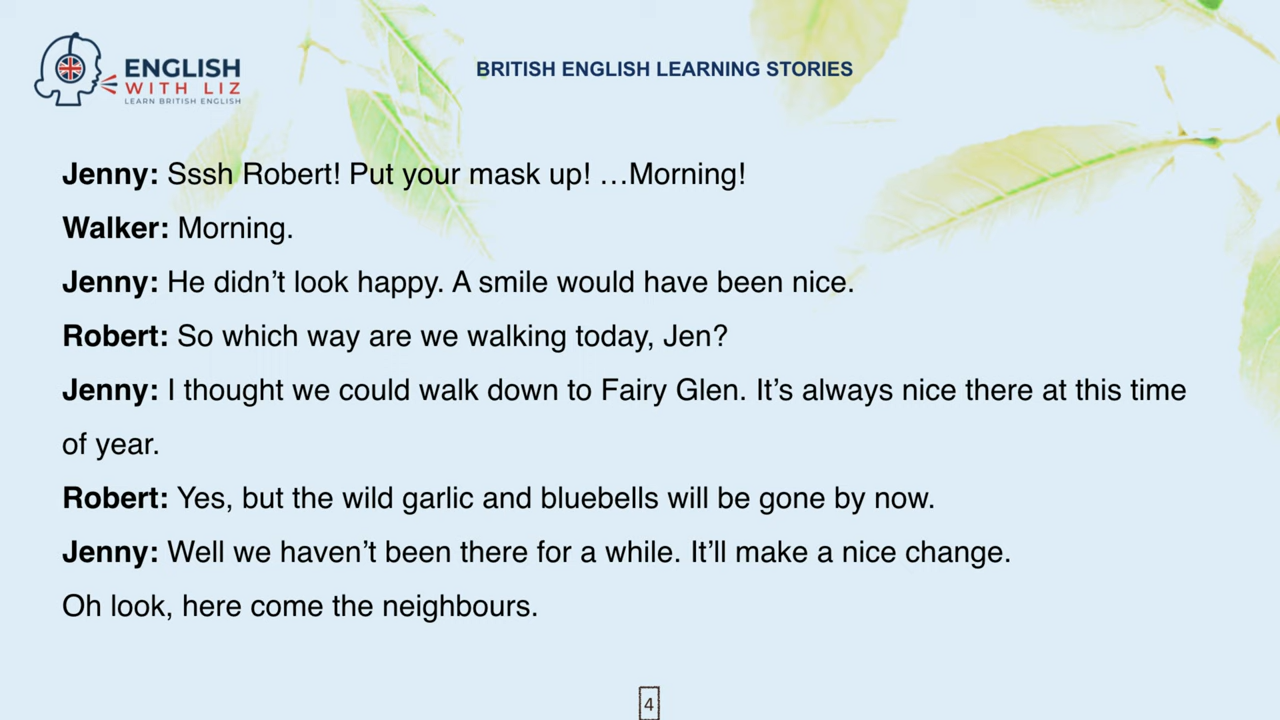 ENGLISH
WITH LIZ
LEARN BRITISH ENGLISH
BRITISH ENGLISH LEARNING STORIES
Jenny: Sssh Robert! Put your mask up! …Morning!
Walker: Morning.
Jenny: He didn’t look happy. A smile would have been nice.
Robert: So which way are we walking today, Jen?
Jenny: I thought we could walk down to Fairy Glen. It’s always nice there at this time
of year.
Robert: Yes, but the wild garlic and bluebells will be gone by now.
Jenny: Well we haven’t been there for a while. It’ll make a nice change.
Oh look, here come the neighbours.
4